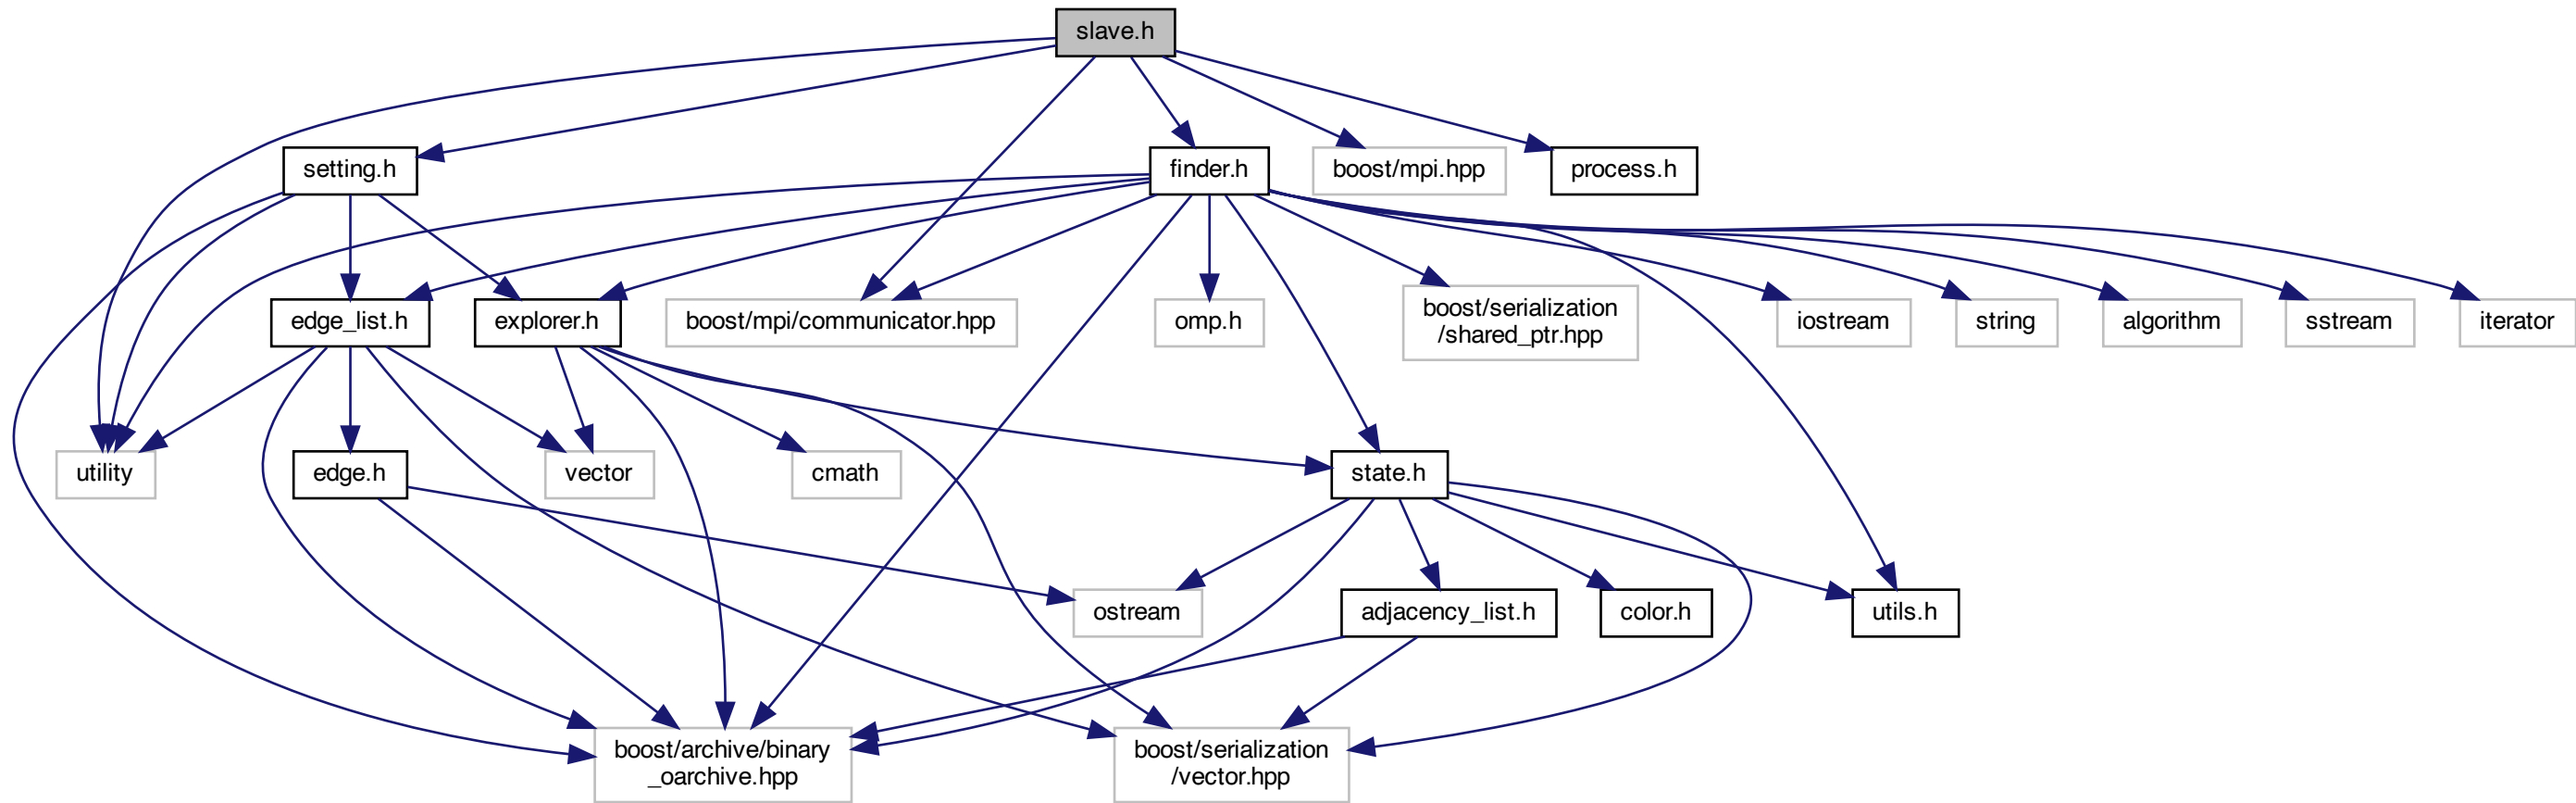 slave.h
setting.h
finder.h
boost/mpi.hpp
process.h
edge_list.h
explorer.h
boost/mpi/communicator.hpp
omp.h
boost/serialization
/shared_ptr.hpp
iostream
string
algorithm
sstream
iterator
utility
edge.h
vector
cmath
state.h
ostream
adjacency_list.h
color.h
utils.h
boost/archive/binary
_oarchive.hpp
boost/serialization
/vector.hpp